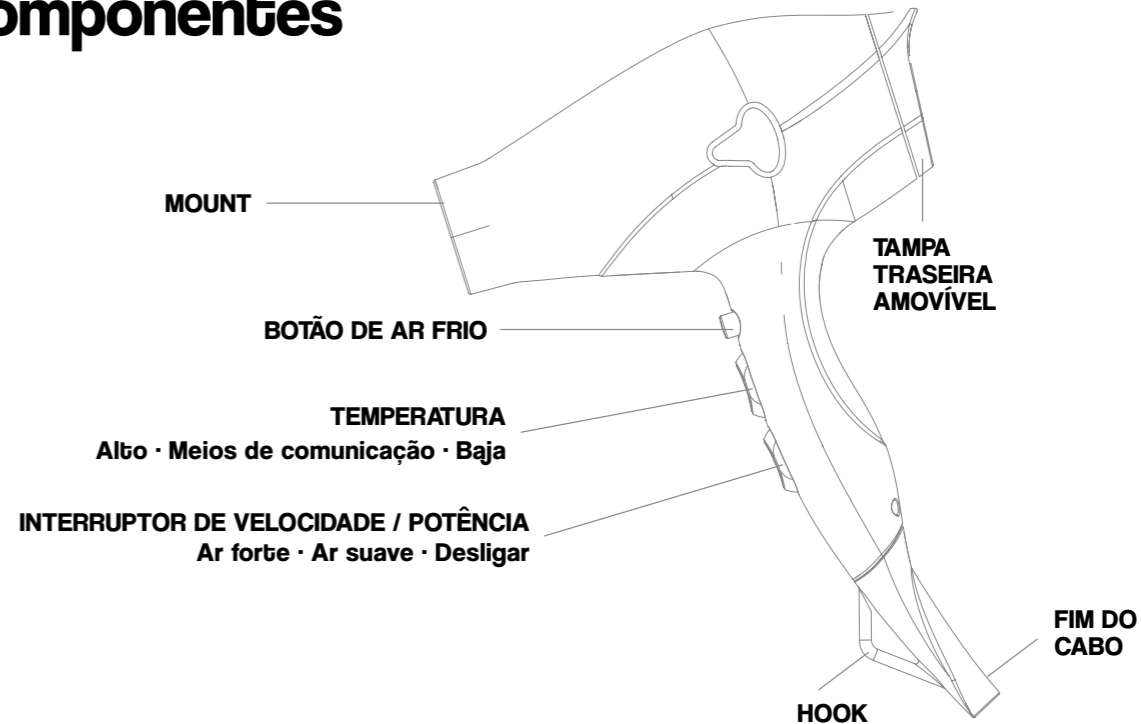 omponentes
MOUNT
TAMPA
TRASEIRA
AMOVÍVEL
BOTÃO DE AR FRIO
TEMPERATURA
Alto · Meios de comunicação · Baja
INTERRUPTOR DE VELOCIDADE / POTÊNCIA
Ar forte · Ar suave · Desligar
FIM DO
CABO
HOOK